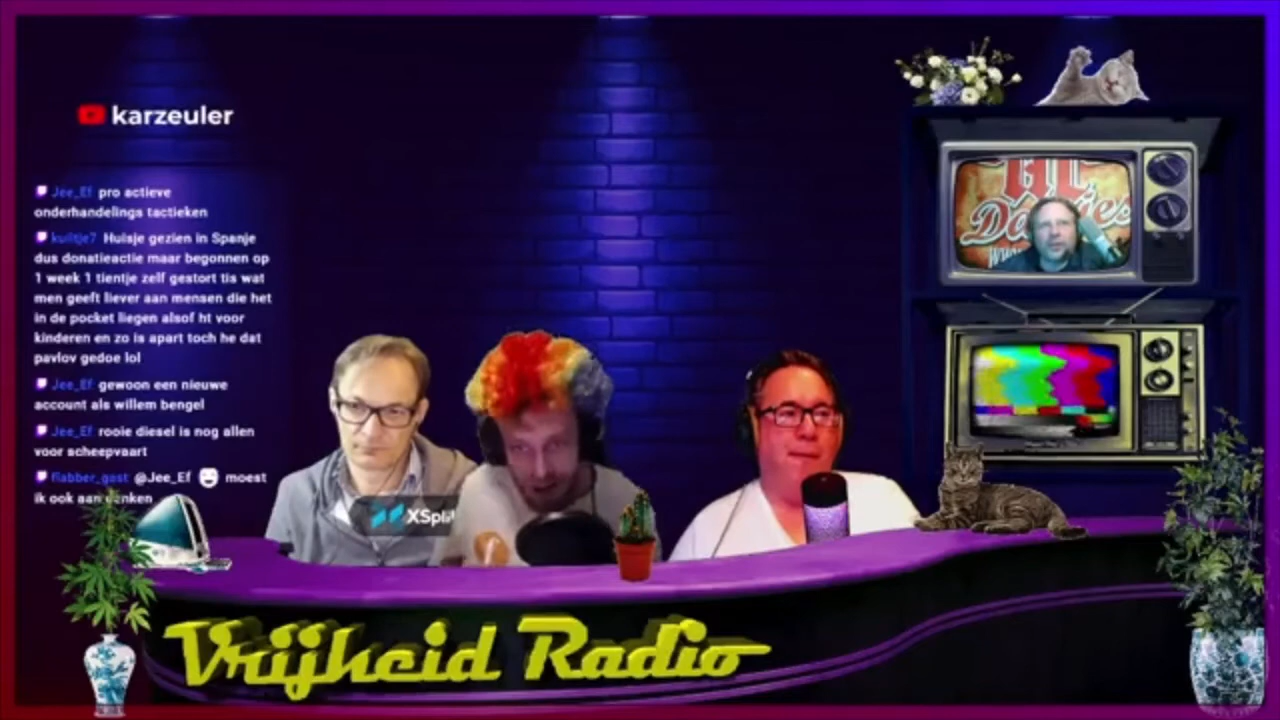 karzeuler
Jee_Ef pro actieve
onderhandelings tactieken
kuiltje7 Huisje gezien in Spanje
dus donatieactie maar begonnen op
1 week 1 tientje zelf gestort tis wat
men geeft liever aan mensen die het
in de pocket liegen alsof ht voor
kinderen en zo is apart toch he dat
pavlov gedoe lol
Jee_Ef gewoon een nieuwe
account als willem bengel
Jee_Ef rooie diesel is nog allen
voor scheepvaart
flabber_gast @Jee_Ef moest
ik ook aan denken
XSplit
Vrijheid Radio